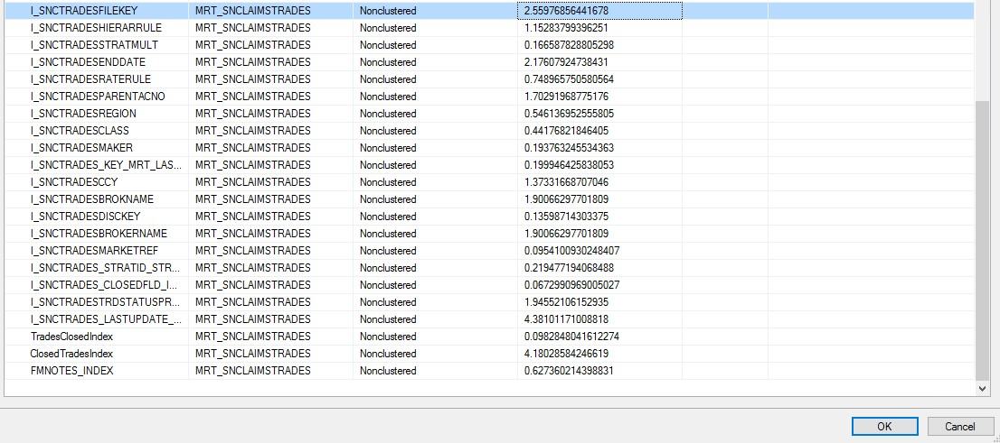 I_SNCTRADESFILEKEY MRT_SNCLAIMSTRADES Nonclustered 2.55976856441678
I_SNCTRADESHIERARRULE MRT_SNCLAIMSTRADES Nonclustered 1.15283799396251
I_SNCTRADESSTRATMULT MRT_SNCLAIMSTRADES Nonclustered 0.166587828805298
I_SNCTRADESENDDATE MRT_SNCLAIMSTRADES Nonclustered 2.17607924738431
I_SNCTRADESRATERULE MRT_SNCLAIMSTRADES Nonclustered 0.748965750580564
I_SNCTRADESPARENTACNO MRT_SNCLAIMSTRADES Nonclustered 1.70291968775176
I_SNCTRADESREGION MRT_SNCLAIMSTRADES Nonclustered 0.546136952555805
I_SNCTRADESCLASS MRT_SNCLAIMSTRADES Nonclustered 0.44176821846405
I_SNCTRADESMAKER MRT_SNCLAIMSTRADES Nonclustered 0.193763245534363
I_SNCTRADES_KEY_MRT_LAS... MRT_SNCLAIMSTRADES Nonclustered 0.199946425838053
I_SNCTRADESCCY MRT_SNCLAIMSTRADES Nonclustered 1.37331668707046
I_SNCTRADESBROKNAME MRT_SNCLAIMSTRADES Nonclustered 1.90066297701809
I_SNCTRADESDISCKEY MRT_SNCLAIMSTRADES Nonclustered 0.13598714303375
I_SNCTRADESBROKERNAME MRT_SNCLAIMSTRADES Nonclustered 1.90066297701809
I_SNCTRADESMARKETREF MRT_SNCLAIMSTRADES Nonclustered 0.0954100930248407
I_SNCTRADES_STRATID_STR... MRT_SNCLAIMSTRADES Nonclustered 0.219477194068488
I_SNCTRADES_CLOSEDFLD_I... MRT_SNCLAIMSTRADES Nonclustered 0.0672990969005027
I_SNCTRADESTRDSTATUSPR... MRT_SNCLAIMSTRADES Nonclustered 1.94552106152935
I_SNCTRADES_LASTUPDATE_... MRT_SNCLAIMSTRADES Nonclustered 4.38101171008818
TradesClosedIndex MRT_SNCLAIMSTRADES Nonclustered 0.0982848041612274
ClosedTradesIndex MRT_SNCLAIMSTRADES Nonclustered 4.18028584246619
FMNOTES_INDEX MRT_SNCLAIMSTRADES Nonclustered 0.627360214398831
OK Cancel